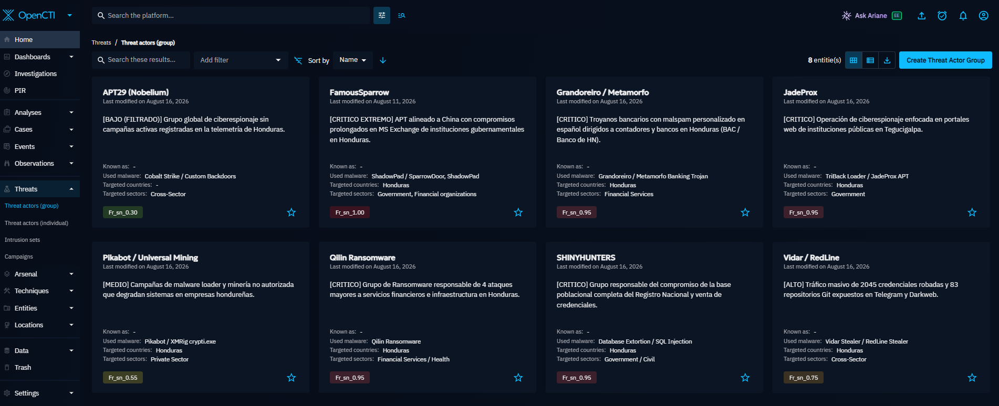 OpenCTI
Search the platform...
Ask Ariane EE
Home
Dashboards
Investigations
PIR
Analyses
Cases
Events
Observations
Threats
Threat actors (group)
Threat actors (individual)
Intrusion sets
Campaigns
Arsenal
Techniques
Entities
Locations
Data
Trash
Settings
Threats / Threat actors (group)
Search these results...
Add filter
Sort by
Name
8 entitie(s)
Create Threat Actor Group
APT29 (Nobelium)
Last modified on August 16, 2026
[BAJO (FILTRADO)] Grupo global de ciberespionaje sin
campañas activas registradas en la telemetría de Honduras.
Known as: -
Used malware: Cobalt Strike / Custom Backdoors
Targeted countries: -
Targeted sectors: Cross-Sector
Fr_sn_0.30
FamousSparrow
Last modified on August 11, 2026
[CRITICO EXTREMO] APT alineado a China con compromisos
prolongados en MS Exchange de instituciones gubernamentales
en Honduras.
Known as: -
Used malware: ShadowPad / SparrowDoor, ShadowPad
Targeted countries: Honduras
Targeted sectors: Government, Financial organizations
Fr_sn_1.00
Grandoreiro / Metamorfo
Last modified on August 16, 2026
[CRITICO] Troyanos bancarios con malspam personalizado en
español dirigidos a contadores y bancos en Honduras (BAC /
Banco de HN).
Known as: -
Used malware: Grandoreiro / Metamorfo Banking Trojan
Targeted countries: Honduras
Targeted sectors: Financial Services
Fr_sn_0.95
JadeProx
Last modified on August 16, 2026
[CRITICO] Operación de ciberespionaje enfocada en portales
web de instituciones públicas en Tegucigalpa.
Known as: -
Used malware: TriBack Loader / JadeProx APT
Targeted countries: Honduras
Targeted sectors: Government
Fr_sn_0.95
Pikabot / Universal Mining
Last modified on August 16, 2026
[MEDIO] Campañas de malware loader y minería no autorizada
que degradan sistemas en empresas hondureñas.
Known as: -
Used malware: Pikabot / XMRig crypti.exe
Targeted countries: Honduras
Targeted sectors: Private Sector
Fr_sn_0.55
Qilin Ransomware
Last modified on August 16, 2026
[CRITICO] Grupo de Ransomware responsable de 4 ataques
mayores a servicios financieros e infraestructura en Honduras.
Known as: -
Used malware: Qilin Ransomware
Targeted countries: Honduras
Targeted sectors: Financial Services / Health
Fr_sn_0.95
SHINYHUNTERS
Last modified on August 16, 2026
[CRITICO] Grupo responsable del compromiso de la base
poblacional completa del Registro Nacional y venta de
credenciales.
Known as: -
Used malware: Database Extortion / SQL Injection
Targeted countries: Honduras
Targeted sectors: Government / Civil
Fr_sn_0.95
Vidar / RedLine
Last modified on August 16, 2026
[ALTO] Tráfico masivo de 2045 credenciales robadas y 83
repositorios Git expuestos en Telegram y Darkweb.
Known as: -
Used malware: Vidar Stealer / RedLine Stealer
Targeted countries: Honduras
Targeted sectors: Cross-Sector
Fr_sn_0.75